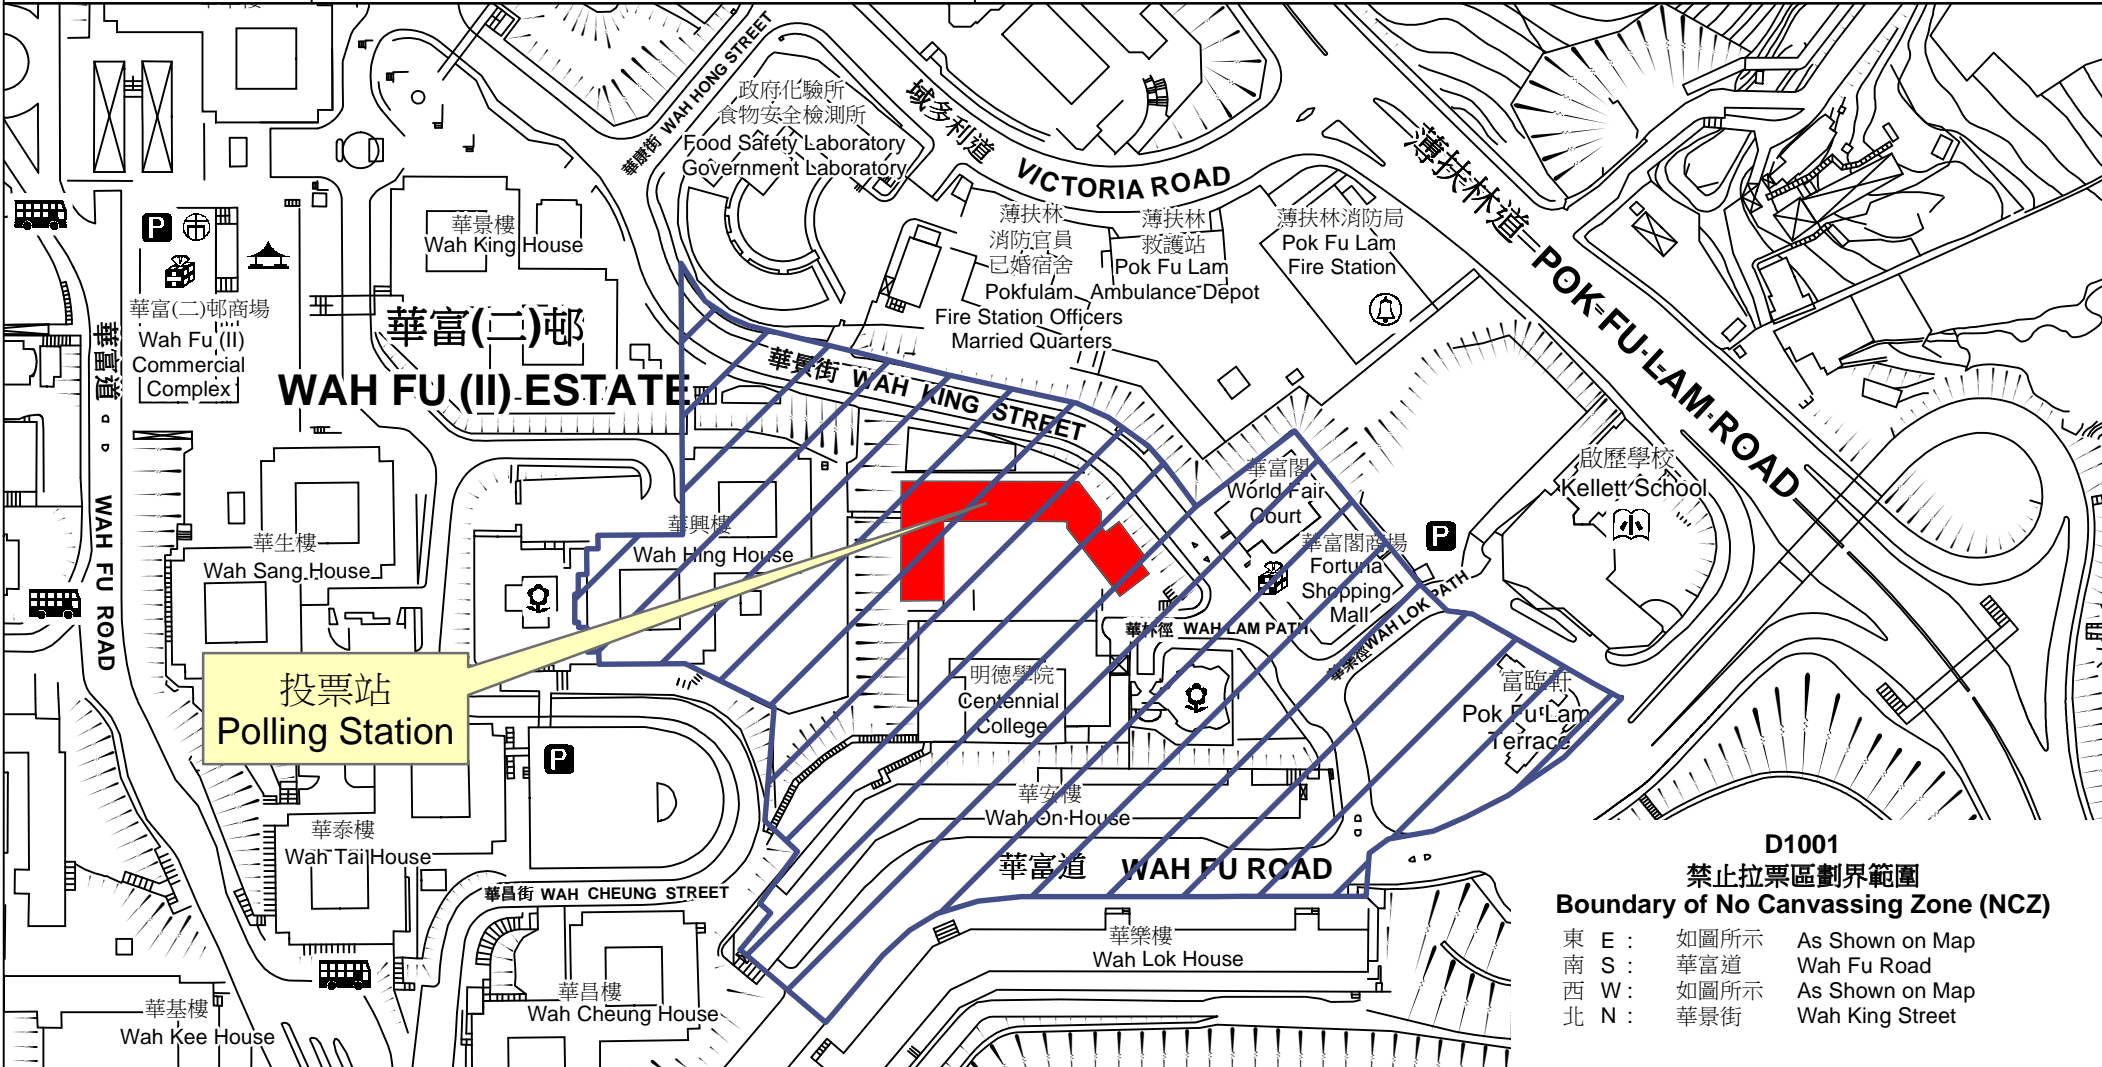 華康街 WAH HONG STREET
政府化驗所
食物安全檢測所
Food Safety Laboratory
Government Laboratory
域多利道 VICTORIA ROAD
薄扶林道 POK FU LAM ROAD
P
華景樓
Wah King House
薄扶林
消防官員
已婚宿舍
Pokfulam
Fire Station Officers
Married Quarters
薄扶林
救護站
Pok Fu Lam
Ambulance Depot
薄扶林消防局
Pok Fu Lam
Fire Station
華富(二)邨商場
Wah Fu (II)
Commercial
Complex
華富(二)邨
WAH FU (II) ESTATE
華富道 WAH FU ROAD
華景街 WAH KING STREET
華富閣
World Fair
Court
啟歷學校
Kellett School
P
華興樓
Wah Hing House
華生樓
Wah Sang House
華富閣商場
Fortuna
Shopping
Mall
華林徑 WAH LAM PATH
華樂徑 WAH LOK PATH
投票站
Polling Station
明德學院
Centennial
College
富臨軒
Pok Fu Lam
Terrace
P
華安樓
Wah On House
華泰樓
Wah Tai House
華富道 WAH FU ROAD
華昌街 WAH CHEUNG STREET
華樂樓
Wah Lok House
華昌樓
Wah Cheung House
華基樓
Wah Kee House
D1001
禁止拉票區劃界範圍
Boundary of No Canvassing Zone (NCZ)
東 E : 如圖所示 As Shown on Map
南 S : 華富道 Wah Fu Road
西 W : 如圖所示 As Shown on Map
北 N : 華景街 Wah King Street